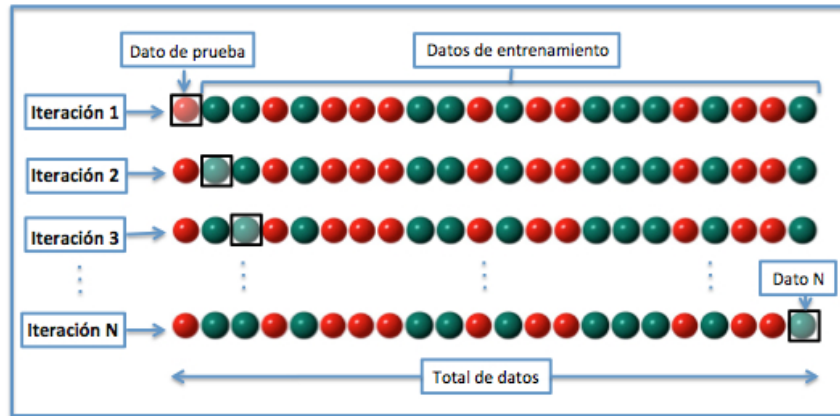 Dato de prueba
Datos de entrenamiento
Iteración 1
Iteración 2
Iteración 3
Dato N
Iteración N
Total de datos